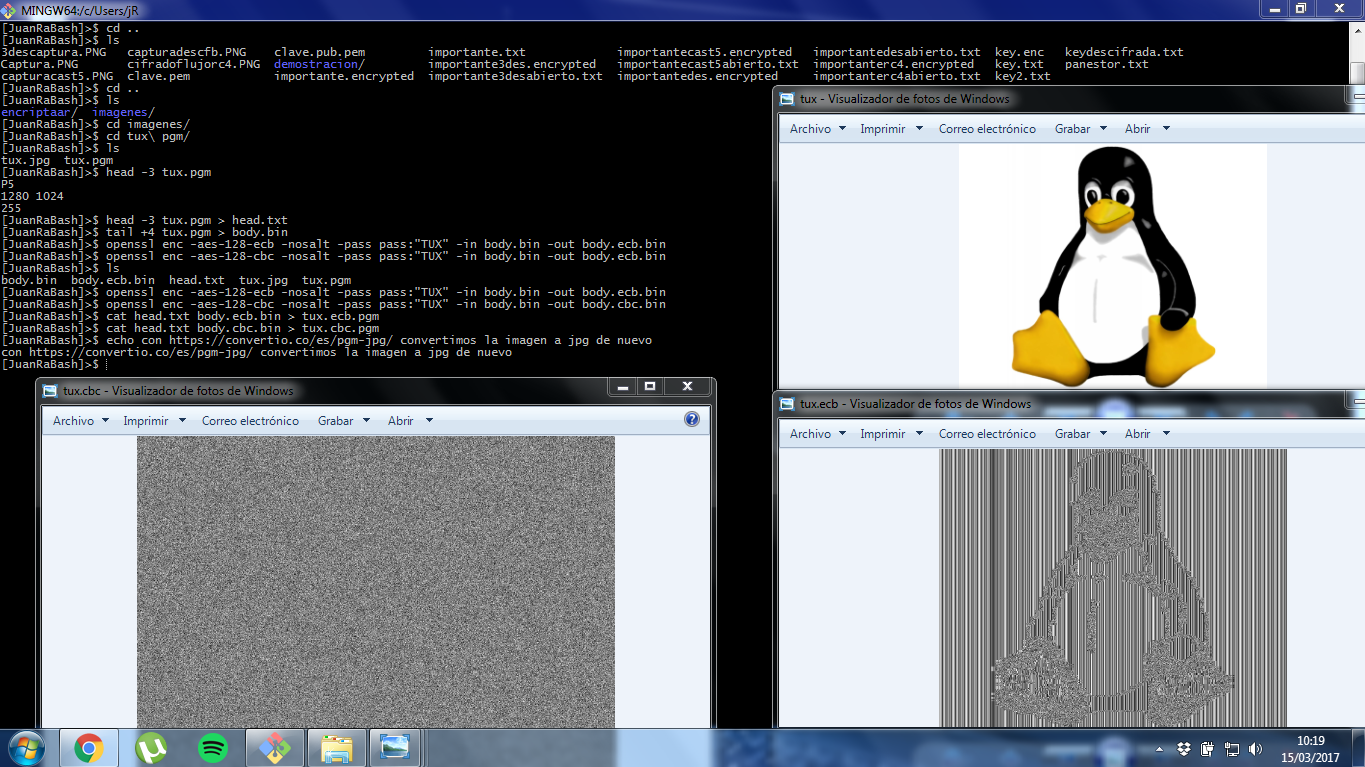 MINGW64:/c/Users/jR
[JuanRaBash]>$ cd ..
[JuanRaBash]>$ ls
3descaptura.PNG capturadescfb.PNG clave.pub.pem importante.txt importantecast5.encrypted importantedesabierto.txt key.enc keydescifrada.txt
Captura.PNG cifradoflujorc4.PNG demostracion/ importante3des.encrypted importantecast5abierto.txt importanterc4.encrypted key.txt panestor.txt
capturacast5.PNG clave.pem importante.encrypted importante3desabierto.txt importantedes.encrypted importanterc4abierto.txt key2.txt
[JuanRaBash]>$ cd ..
[JuanRaBash]>$ ls
encriptaar/ imagenes/
[JuanRaBash]>$ cd imagenes/
[JuanRaBash]>$ cd tux\ pgm/
[JuanRaBash]>$ ls
tux.jpg tux.pgm
[JuanRaBash]>$ head -3 tux.pgm
P5
1280 1024
255
[JuanRaBash]>$ head -3 tux.pgm > head.txt
[JuanRaBash]>$ tail +4 tux.pgm > body.bin
[JuanRaBash]>$ openssl enc -aes-128-ecb -nosalt -pass pass:"TUX" -in body.bin -out body.ecb.bin
[JuanRaBash]>$ openssl enc -aes-128-cbc -nosalt -pass pass:"TUX" -in body.bin -out body.ecb.bin
[JuanRaBash]>$ ls
body.bin body.ecb.bin head.txt tux.jpg tux.pgm
[JuanRaBash]>$ openssl enc -aes-128-ecb -nosalt -pass pass:"TUX" -in body.bin -out body.ecb.bin
[JuanRaBash]>$ openssl enc -aes-128-cbc -nosalt -pass pass:"TUX" -in body.bin -out body.cbc.bin
[JuanRaBash]>$ cat head.txt body.ecb.bin > tux.ecb.pgm
[JuanRaBash]>$ cat head.txt body.cbc.bin > tux.cbc.pgm
[JuanRaBash]>$ echo con https://convertio.co/es/pgm-jpg/ convertimos la imagen a jpg de nuevo
con https://convertio.co/es/pgm-jpg/ convertimos la imagen a jpg de nuevo
[JuanRaBash]>$
tux - Visualizador de fotos de Windows
Archivo Imprimir Correo electrónico Grabar Abrir
tux.cbc - Visualizador de fotos de Windows
Archivo Imprimir Correo electrónico Grabar Abrir
tux.ecb - Visualizador de fotos de Windows
Archivo Imprimir Correo electrónico Grabar Abrir
10:19
15/03/2017